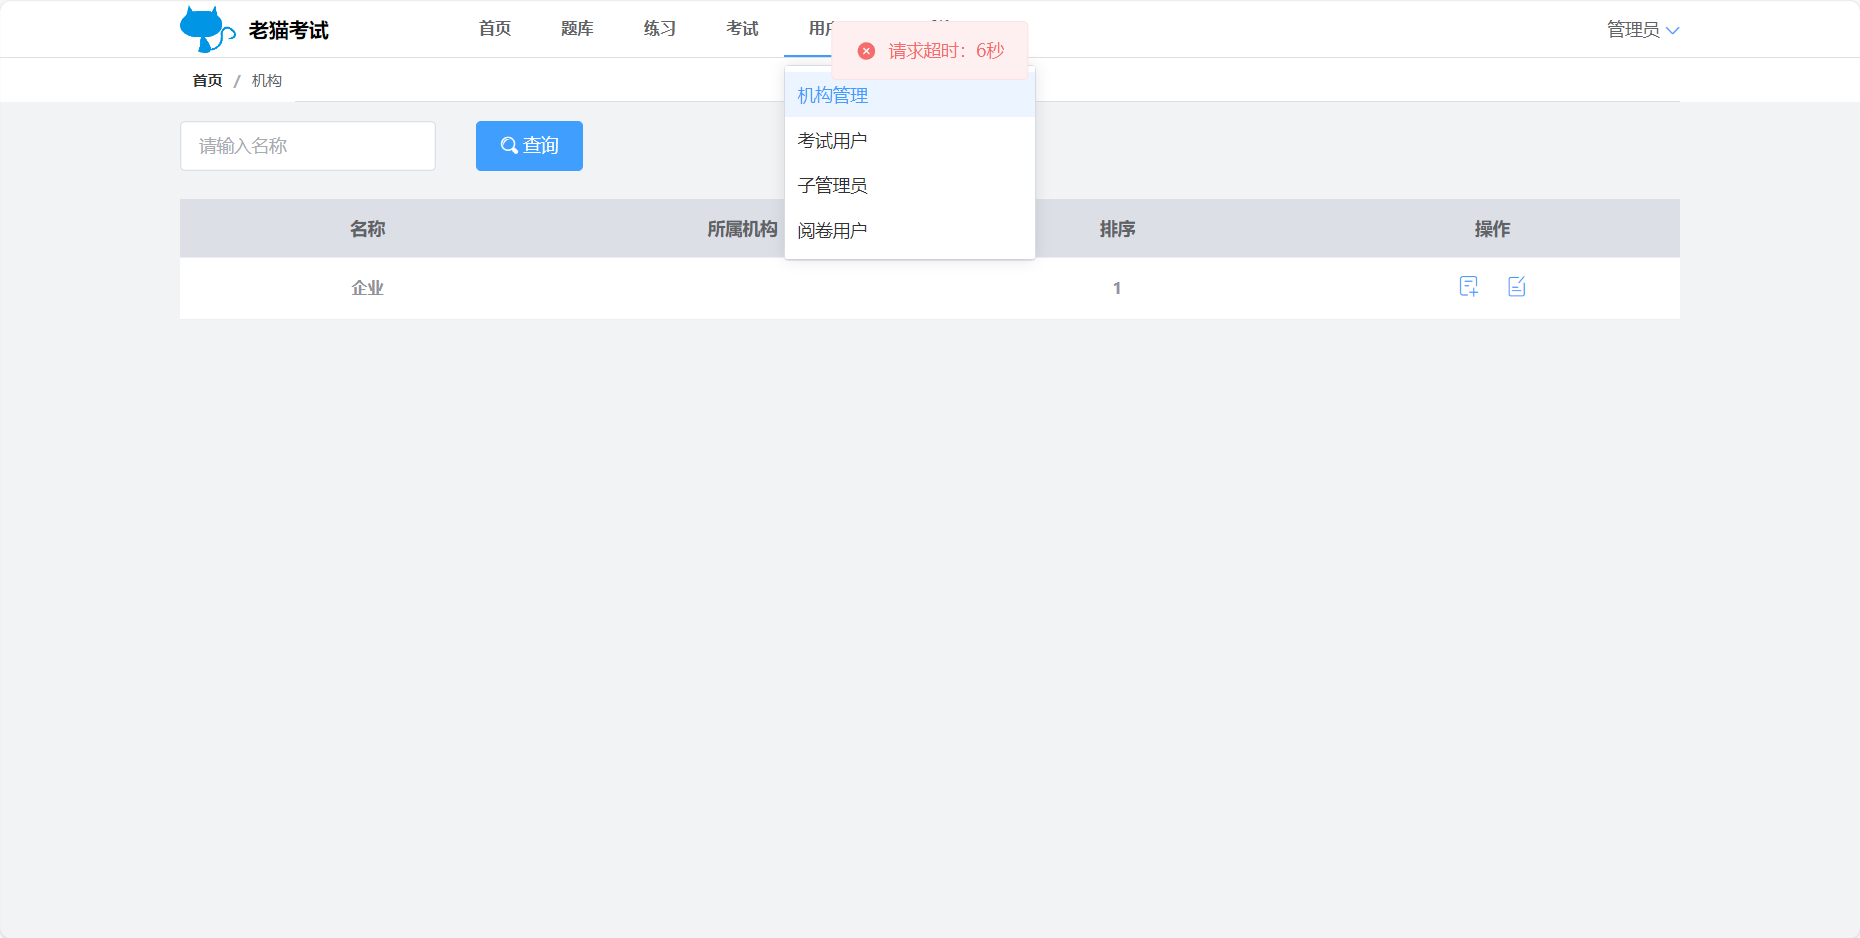 老猫考试
首页
题库
练习
考试
用户
管理员
请求超时：6秒
首页 / 机构
机构管理
考试用户
子管理员
阅卷用户
请输入名称
查询
名称
所属机构
排序
操作
企业
1